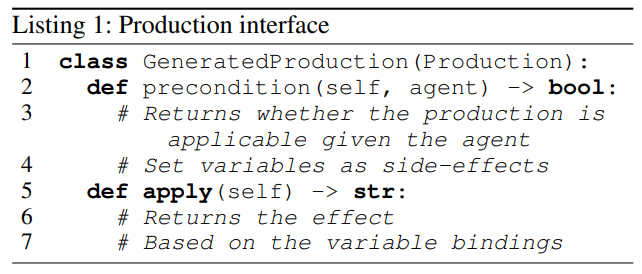 Listing 1: Production interface
1 class GeneratedProduction(Production):
2 def precondition(self, agent) -> bool:
3 # Returns whether the production is
applicable given the agent
4 # Set variables as side-effects
5 def apply(self) -> str:
6 # Returns the effect
7 # Based on the variable bindings